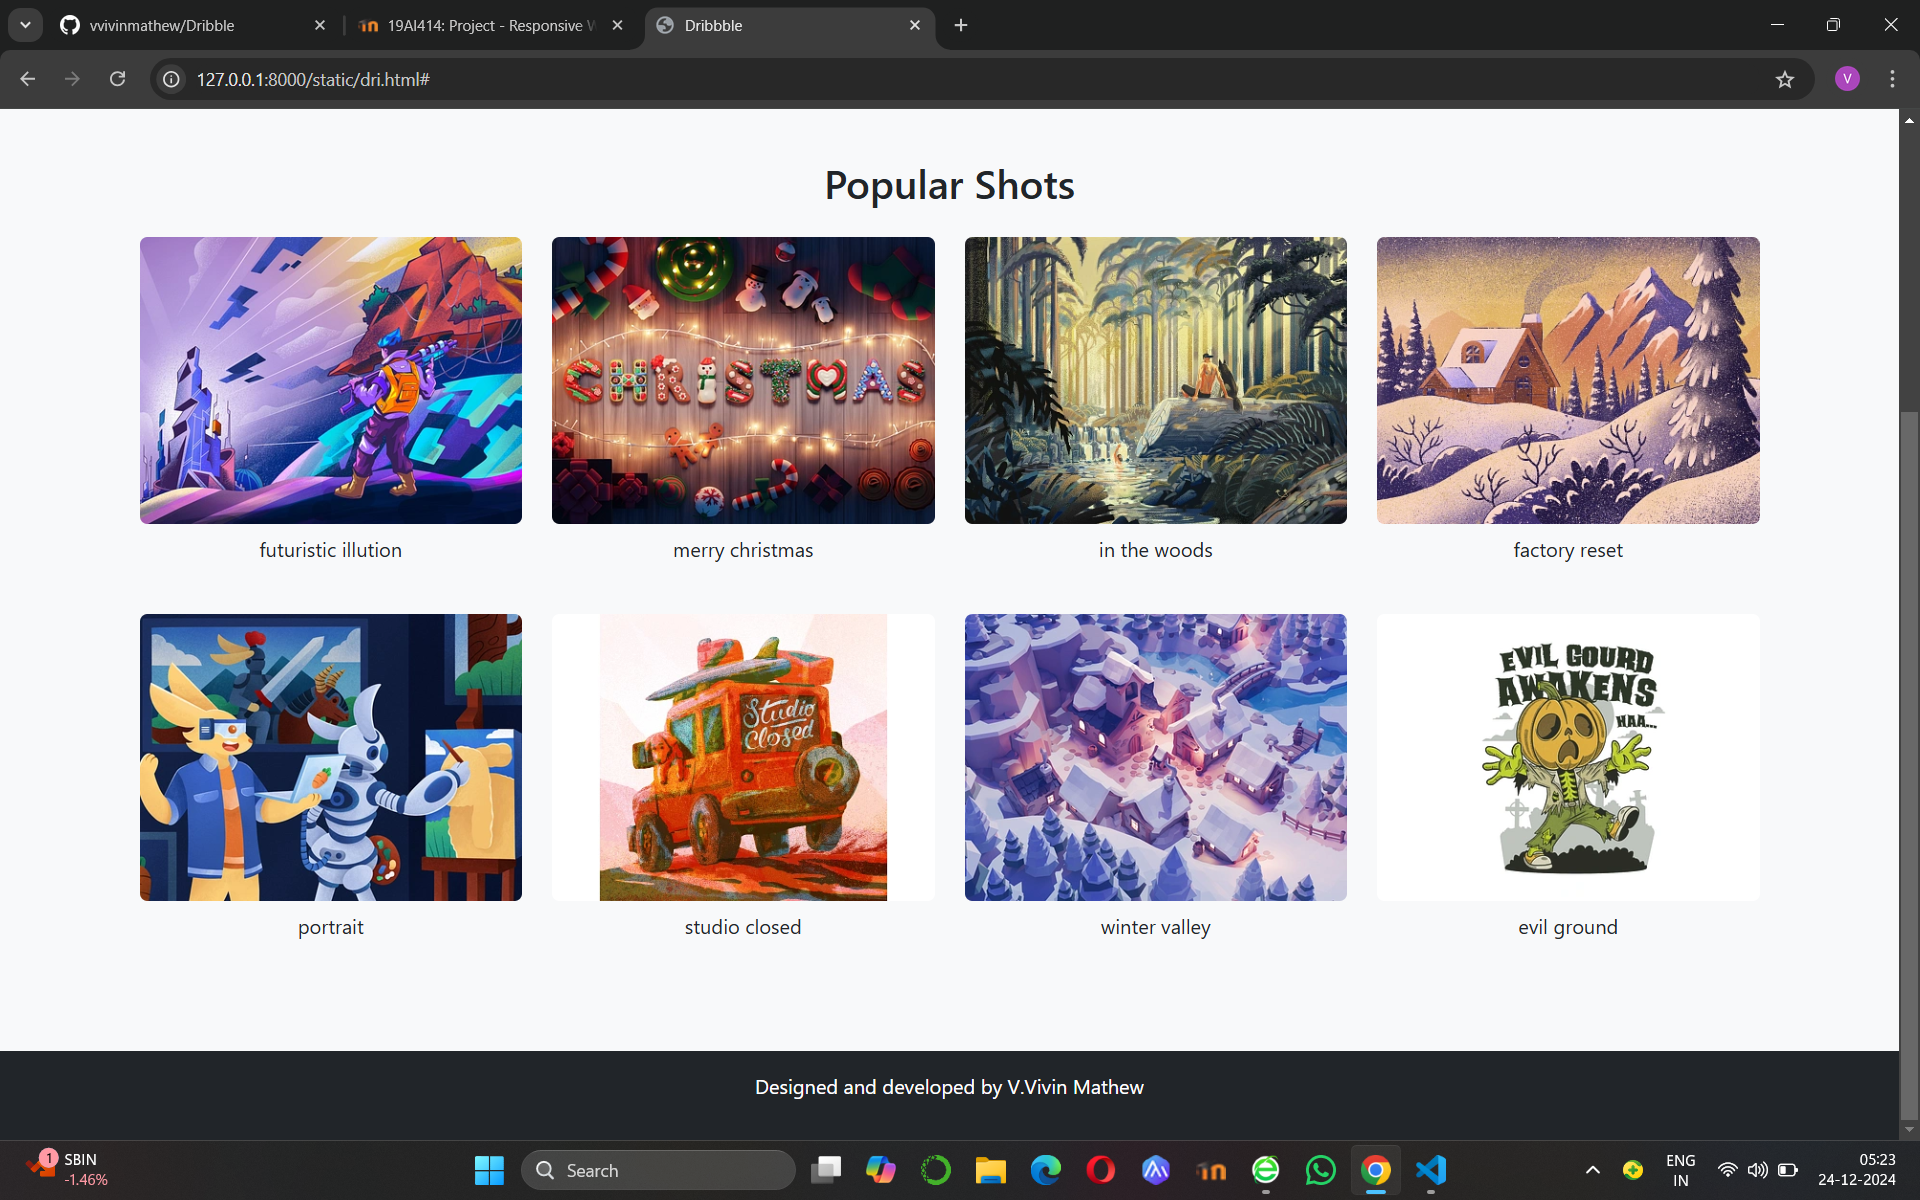 vvivinmathew/Dribble
19AI414: Project - Responsive W
Dribbble
127.0.0.1:8000/static/dri.html#
V
Popular Shots
CHRISTMAS
futuristic illution
merry christmas
in the woods
factory reset
Studio
Closed
EVIL GOURD
AWAKENS
HAA...
portrait
studio closed
winter valley
evil ground
Designed and developed by V.Vivin Mathew
1
SBIN
-1.46%
Search
ENG
IN
05:23
24-12-2024